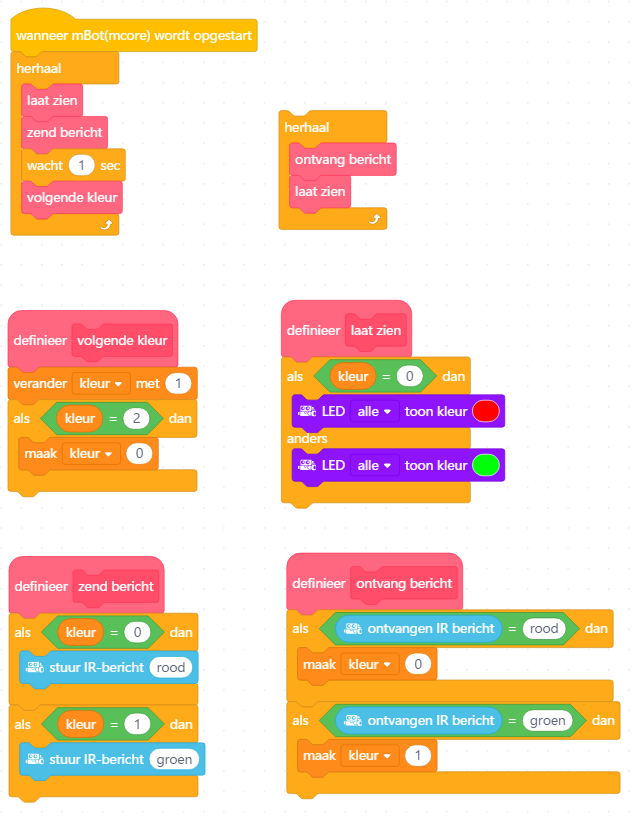 wanneer mBot(mcore) wordt opgestart
herhaal
laat zien
zend bericht
wacht 1 sec
volgende kleur
herhaal
ontvang bericht
laat zien
definieer volgende kleur
verander kleur met 1
als kleur = 2 dan
maak kleur 0
definieer laat zien
als kleur = 0 dan
LED alle toon kleur
anders
LED alle toon kleur
definieer zend bericht
als kleur = 0 dan
stuur IR-bericht rood
als kleur = 1 dan
stuur IR-bericht groen
definieer ontvang bericht
als ontvangen IR bericht = rood dan
maak kleur 0
als ontvangen IR bericht = groen dan
maak kleur 1